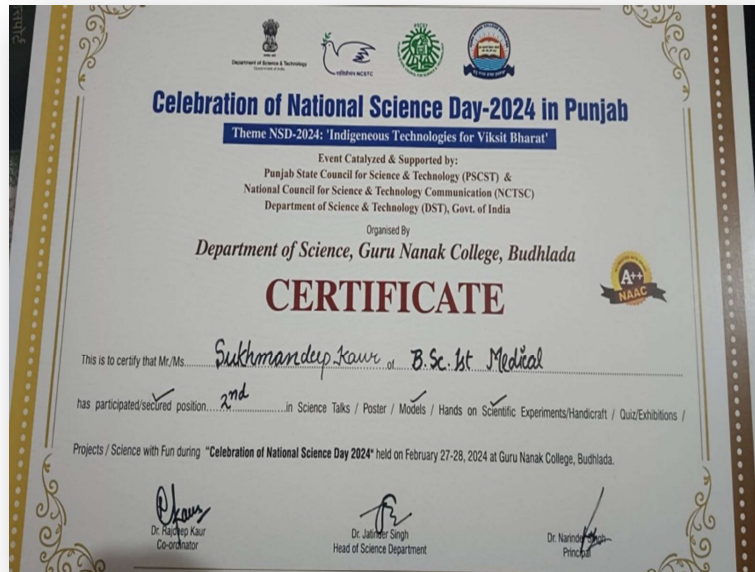 Department of Science & Technology
NCSTC
PSCST
Celebration of National Science Day-2024 in Punjab
Theme NSD-2024: 'Indigeneous Technologies for Viksit Bharat'
Event Catalyzed & Supported by:
Punjab State Council for Science & Technology (PSCST) &
National Council for Science & Technology Communication (NCTSC)
Department of Science & Technology (DST), Govt. of India
Organised By
Department of Science, Guru Nanak College, Budhlada
A++
NAAC
CERTIFICATE
This is to certify that Mr./Ms. Sukhmandeep Kaur of B.Sc. 1st Medical
has participated/secured position 2nd in Science Talks / Poster / Models / Hands on Scientific Experiments/Handicraft / Quiz/Exhibitions /
Projects / Science with Fun during "Celebration of National Science Day 2024" held on February 27-28, 2024 at Guru Nanak College, Budhlada.
Dr. Rajdeep Kaur
Co-ordinator
Dr. Jatinder Singh
Head of Science Department
Dr. Narinder Singh
Principal